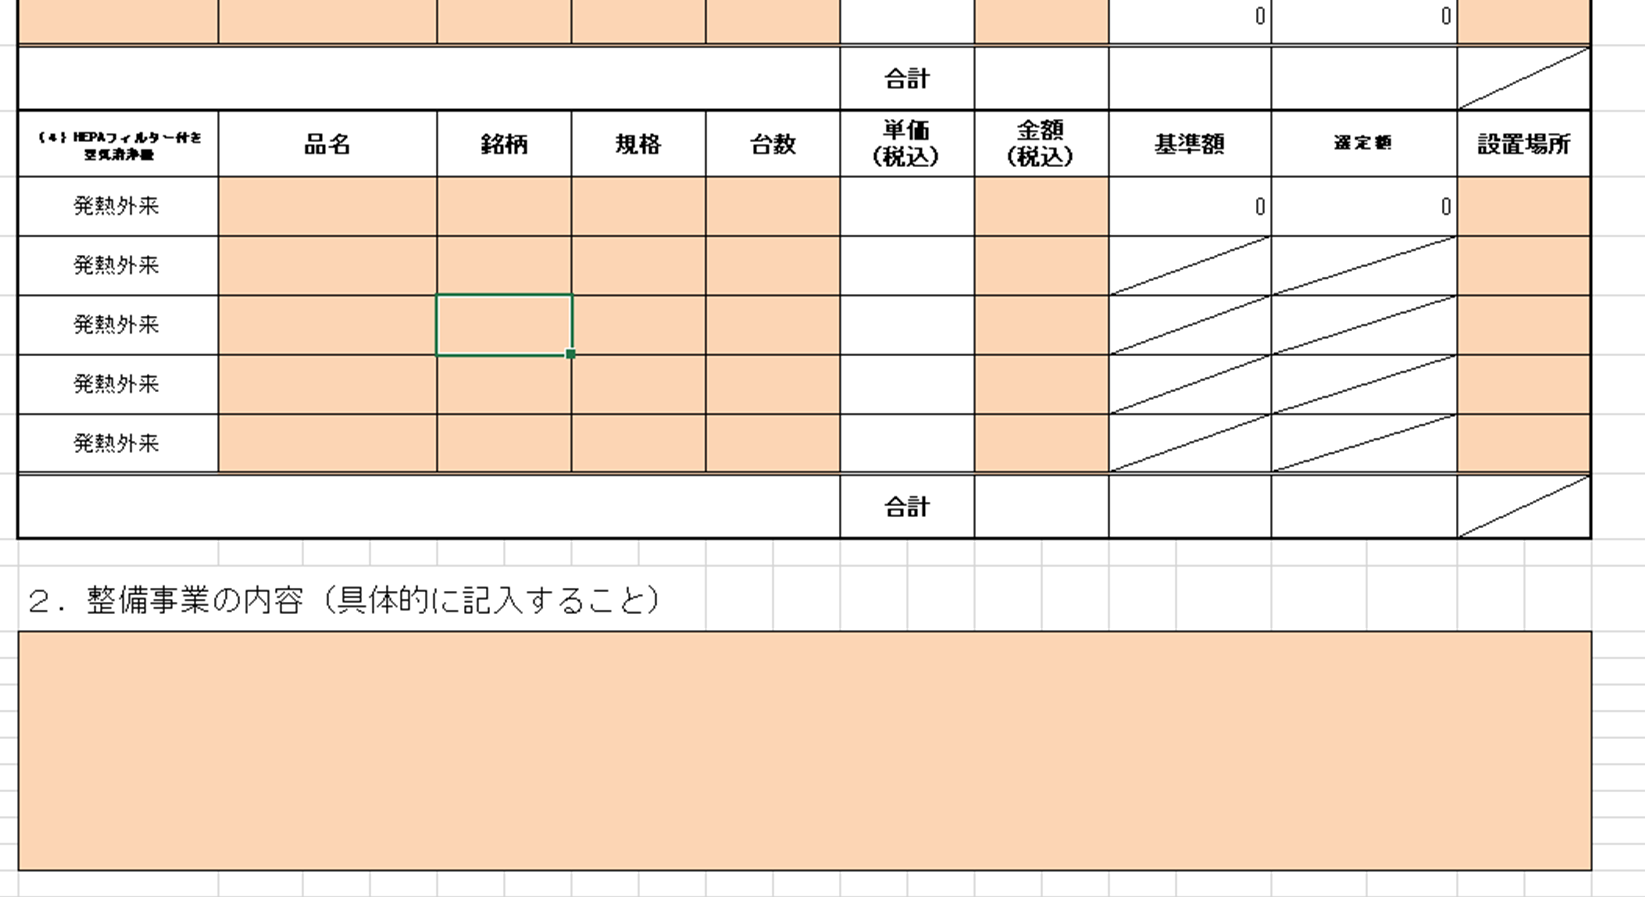 0 0
合計
(4) HEPAフィルター付き
空気清浄機
品名 銘柄 規格 台数 単価
(税込) 金額
(税込) 基準額 選定額 設置場所
発熱外来 0 0
発熱外来
発熱外来
発熱外来
発熱外来
合計
２．整備事業の内容（具体的に記入すること）